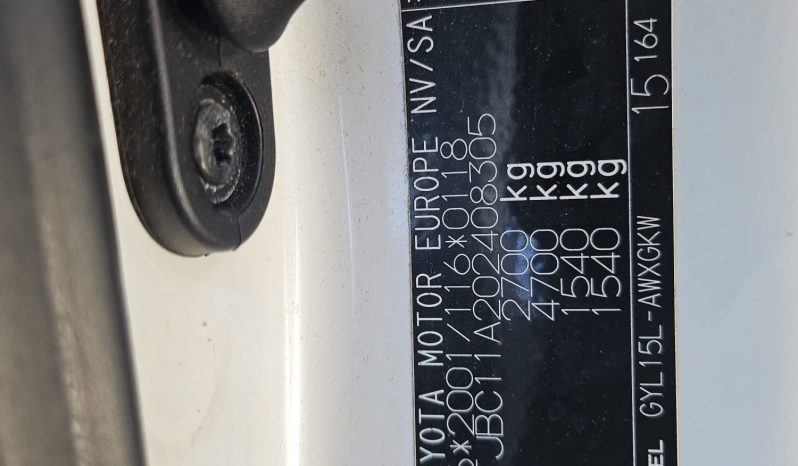 YOTA MOTOR EUROPE NV/SA
*2001/116*0118
JBC11A202408305
2700 kg
4700 kg
1540 kg
1540 kg
EL GYL15L-AWXGKW 15 164